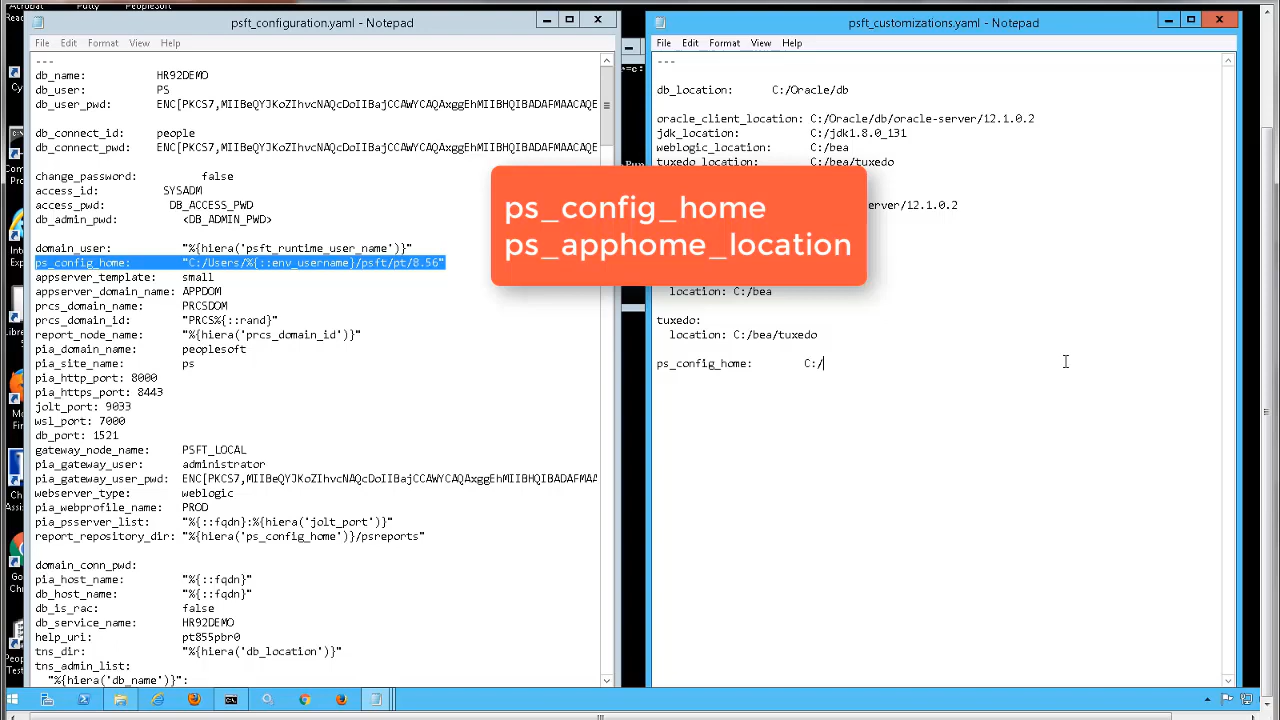 psft_configuration.yaml - Notepad
File Edit Format View Help
---
db_name: HR92DEMO
db_user: PS
db_user_pwd: ENC[PKCS7,MIIBeQYJKoZIhvcNAQcDoIIBajCCAWYCAQAxggEhMIIBHQIBADAFMAACAQE
db_connect_id: people
db_connect_pwd: ENC[PKCS7,MIIBeQYJKoZIhvcNAQcDoIIBajCCAWYCAQAxggEhMIIBHQIBADAFMAACAQE
change_password: false
access_id: SYSADM
access_pwd: DB_ACCESS_PWD
db_admin_pwd: <DB_ADMIN_PWD>
domain_user: "%{hiera('psft_runtime_user_name')}"
ps_config_home: "C:/Users/%{::env_username}/psft/pt/8.56"
appserver_template: small
appserver_domain_name: APPDOM
prcs_domain_name: PRCSDOM
prcs_domain_id: "PRCS%{::rand}"
report_node_name: "%{hiera('prcs_domain_id')}"
pia_domain_name: peoplesoft
pia_site_name: ps
pia_http_port: 8000
pia_https_port: 8443
jolt_port: 9033
wsl_port: 7000
db_port: 1521
gateway_node_name: PSFT_LOCAL
pia_gateway_user: administrator
pia_gateway_user_pwd: ENC[PKCS7,MIIBeQYJKoZIhvcNAQcDoIIBajCCAWYCAQAxggEhMIIBHQIBADAFMAA
webserver_type: weblogic
pia_webprofile_name: PROD
pia_psserver_list: "%{::fqdn}:%{hiera('jolt_port')}"
report_repository_dir: "%{hiera('ps_config_home')}/psreports"
domain_conn_pwd:
pia_host_name: "%{::fqdn}"
db_host_name: "%{::fqdn}"
db_is_rac: false
db_service_name: HR92DEMO
help_uri: pt855pbr0
tns_dir: "%{hiera('db_location')}"
tns_admin_list:
"%{hiera('db_name')}":
psft_customizations.yaml - Notepad
File Edit Format View Help
---
db_location: C:/Oracle/db
oracle_client_location: C:/Oracle/db/oracle-server/12.1.0.2
jdk_location: C:/jdk1.8.0_131
weblogic_location: C:/bea
tuxedo_location: C:/bea/tuxedo
erver/12.1.0.2
location: C:/bea
tuxedo:
location: C:/bea/tuxedo
ps_config_home: C:/
ps_config_home
ps_apphome_location